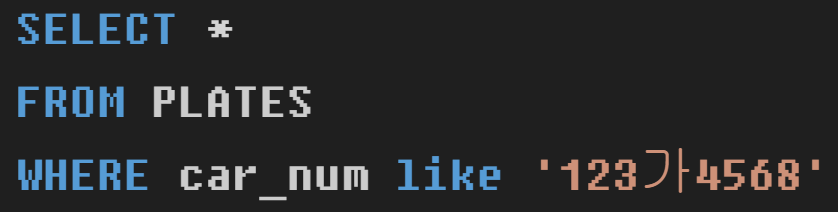 SELECT *
FROM PLATES
WHERE car_num like '123가4568'